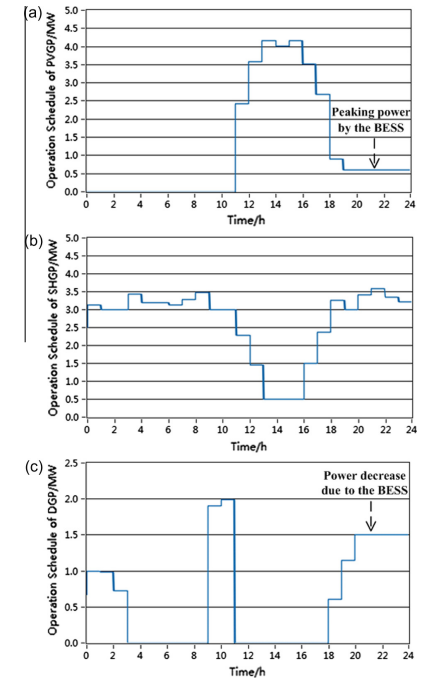 (a)
Operation Schedule of PVGP/MW
5.0
4.5
4.0
3.5
3.0
2.5
2.0
1.5
1.0
0.5
0.0
Peaking power
by the BESS
0 2 4 6 8 10 12 14 16 18 20 22 24
Time/h
(b)
Operation Schedule of SHGP/MW
5.0
4.5
4.0
3.5
3.0
2.5
2.0
1.5
1.0
0.5
0.0
0 2 4 6 8 10 12 14 16 18 20 22 24
Time/h
(c)
Operation Schedule of DGP/MW
2.5
2.0
1.5
1.0
0.5
0.0
Power decrease
due to the BESS
0 2 4 6 8 10 12 14 16 18 20 22 24
Time/h